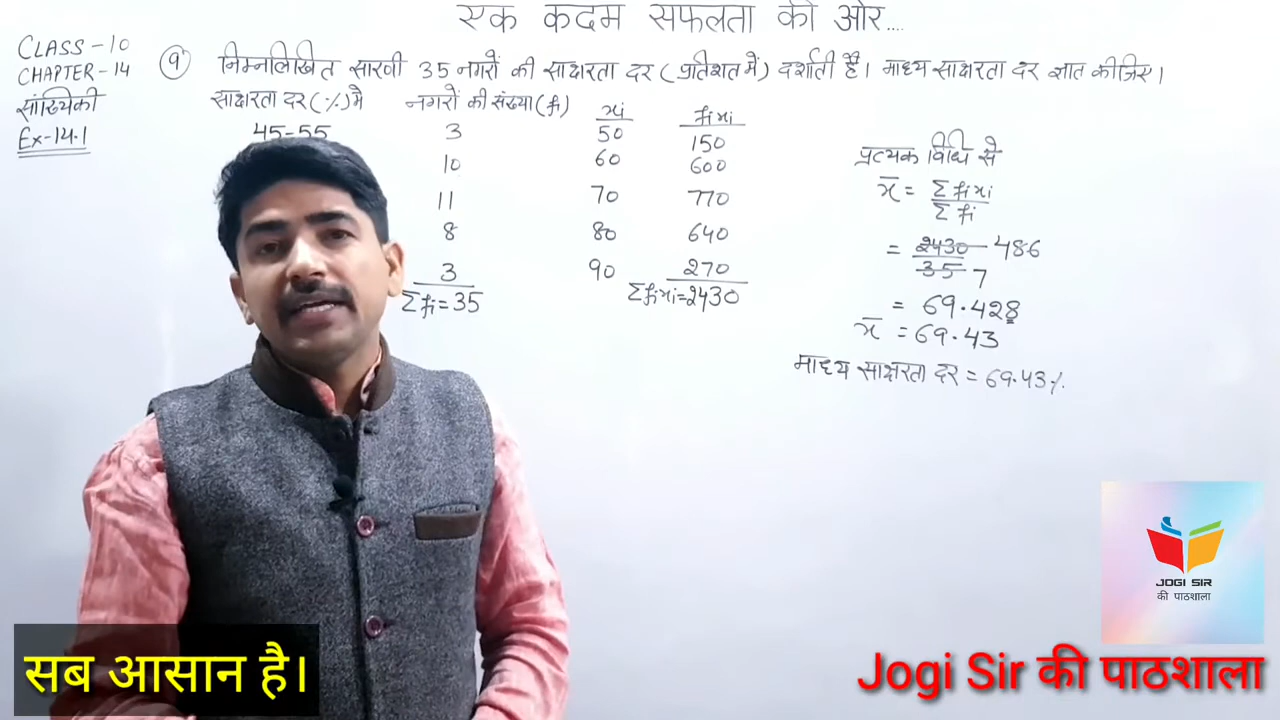 एक कदम सफलता की ओर....
CLASS-10
CHAPTER-14
सांख्यिकी
Ex-14.1
९ निम्नलिखित सारणी 35 नगरों की साक्षरता दर (प्रतिशत में) दर्शाती है। माध्य साक्षरता दर ज्ञात कीजिए।
साक्षरता दर (%) में नगरों की संख्या (fi) xi fixi
45-55 3 50 150
10 60 600
11 70 770
8 80 640
3 90 270
Σfi = 35 Σfixi = 2430
प्रत्यक विधि से
x̄ = Σfixi / Σfi
= 2430 / 35 486 7
= 69.428
x̄ = 69.43
माध्य साक्षरता दर = 69.43%
JOGI SIR
की पाठशाला
सब आसान है।
Jogi Sir की पाठशाला